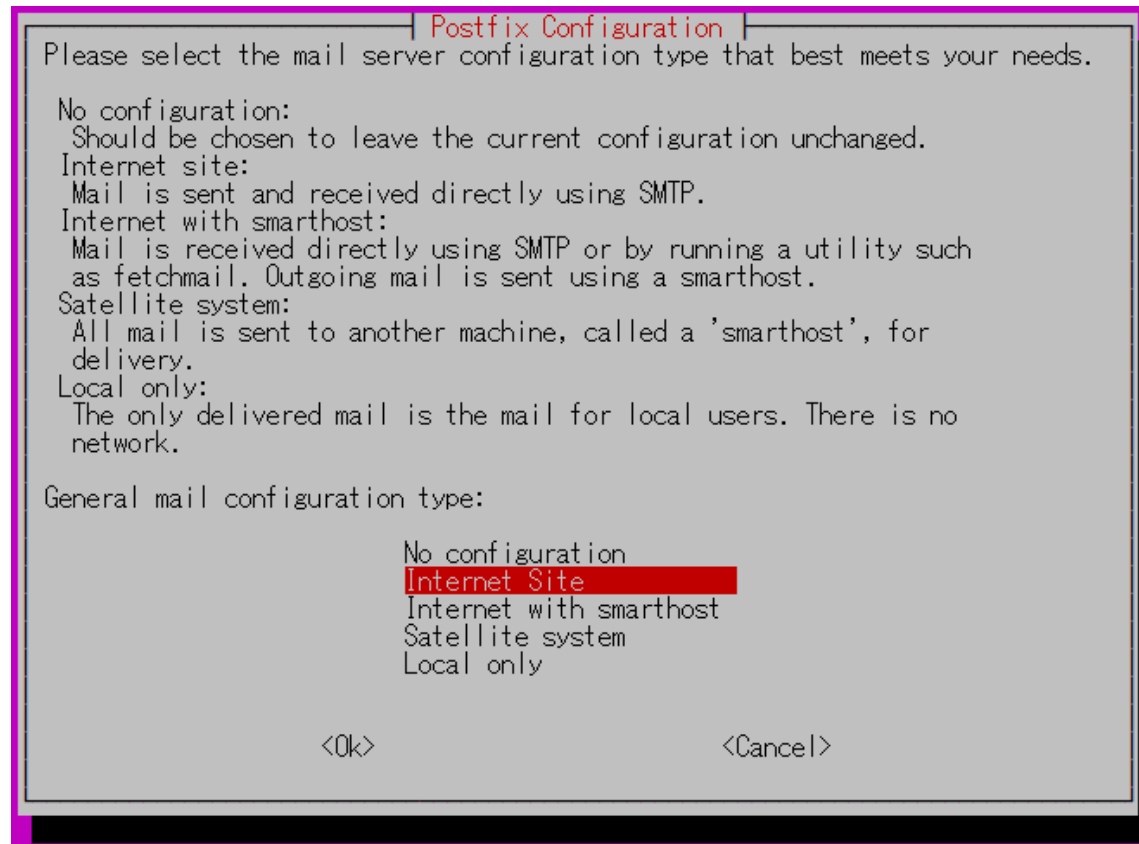 Postfix Configuration
Please select the mail server configuration type that best meets your needs.
No configuration:
Should be chosen to leave the current configuration unchanged.
Internet site:
Mail is sent and received directly using SMTP.
Internet with smarthost:
Mail is received directly using SMTP or by running a utility such
as fetchmail. Outgoing mail is sent using a smarthost.
Satellite system:
All mail is sent to another machine, called a 'smarthost', for
delivery.
Local only:
The only delivered mail is the mail for local users. There is no
network.
General mail configuration type:
No configuration
Internet Site
Internet with smarthost
Satellite system
Local only
<Ok> <Cancel>